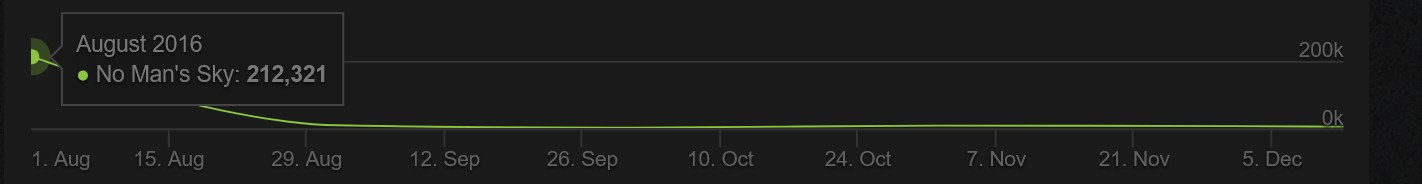 August 2016
● No Man's Sky: 212,321
200k
0k
1. Aug 15. Aug 29. Aug 12. Sep 26. Sep 10. Oct 24. Oct 7. Nov 21. Nov 5. Dec